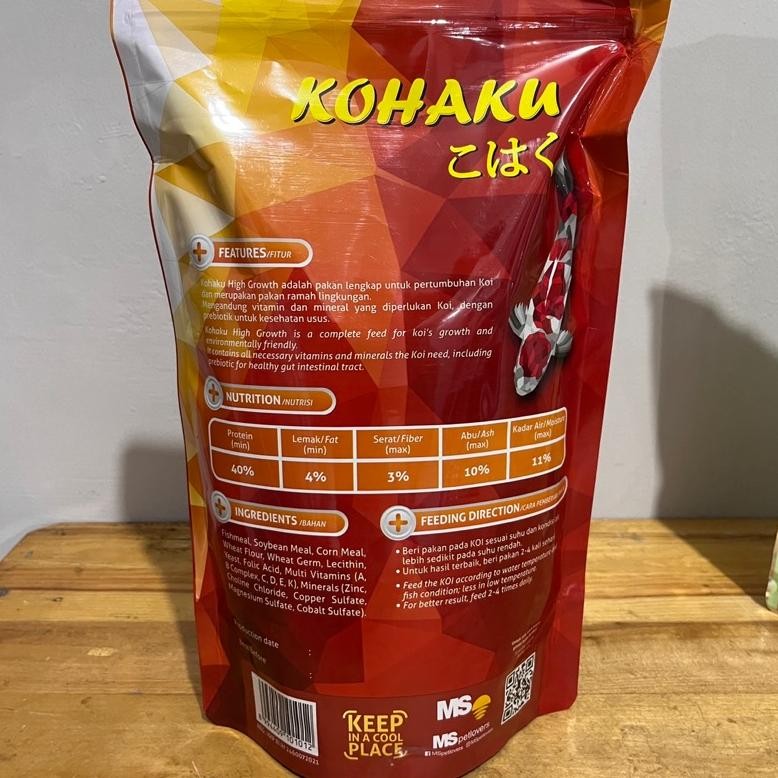 KOHAKU
こはく
FEATURES/FITUR
Kohaku High Growth adalah pakan lengkap untuk pertumbuhan Koi
dan merupakan pakan ramah lingkungan.
Mengandung vitamin dan mineral yang diperlukan Koi, dengan
prebiotik untuk kesehatan usus.
Kohaku High Growth is a complete feed for koi's growth and
environmentally friendly.
It contains all necessary vitamins and minerals the Koi need, including
prebiotic for healthy gut intestinal tract.
NUTRITION/NUTRISI
Protein (min) Lemak/Fat (min) Serat/Fiber (max) Abu/Ash (max) Kadar Air/Moisture (max)
40% 4% 3% 10% 11%
INGREDIENTS/BAHAN
Fishmeal, Soybean Meal, Corn Meal,
Wheat Flour, Wheat Germ, Lecithin,
Yeast, Folic Acid, Multi Vitamins (A,
B Complex, C, D, E, K), Minerals (Zinc,
Choline Chloride, Copper Sulfate,
Magnesium Sulfate, Cobalt Sulfate).
FEEDING DIRECTION/CARA
• Beri pakan pada KOI sesuai suhu dan kondisi
lebih sedikit pada suhu rendah.
• Untuk hasil terbaik, beri pakan 2-4 kali sehari
• Feed the KOI according to water temperature
fish condition; less in low temperature.
• For better result, feed 2-4 times daily.
Production date
Best Before
KEEP
IN A COOL
PLACE
MS
MSpetlovers
MSpetlovers